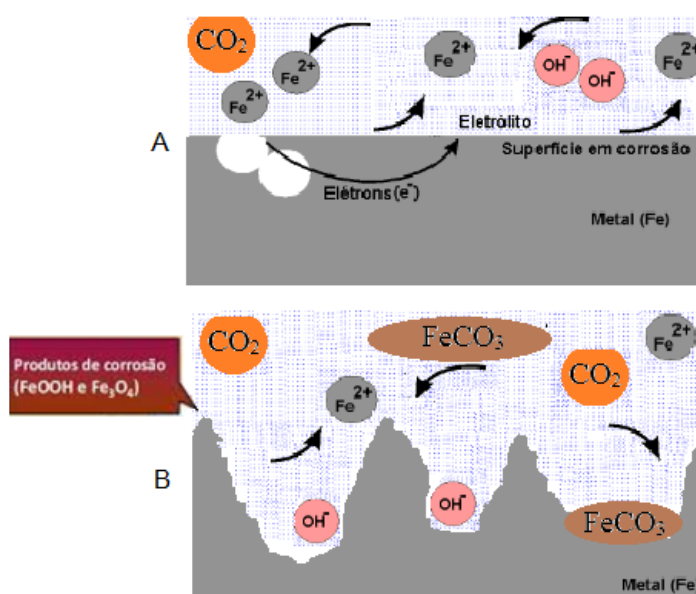 CO₂
Fe²⁺
Fe²⁺
Fe²⁺
OH⁻
OH⁻
Fe²⁺
Eletrólito
A
Superfície em corrosão
Elétrons (e⁻)
Metal (Fe)
CO₂
FeCO₃
Fe²⁺
Produtos de corrosão
(FeOOH e Fe₃O₄)
CO₂
Fe²⁺
B
OH⁻
OH⁻
FeCO₃
Metal (Fe)